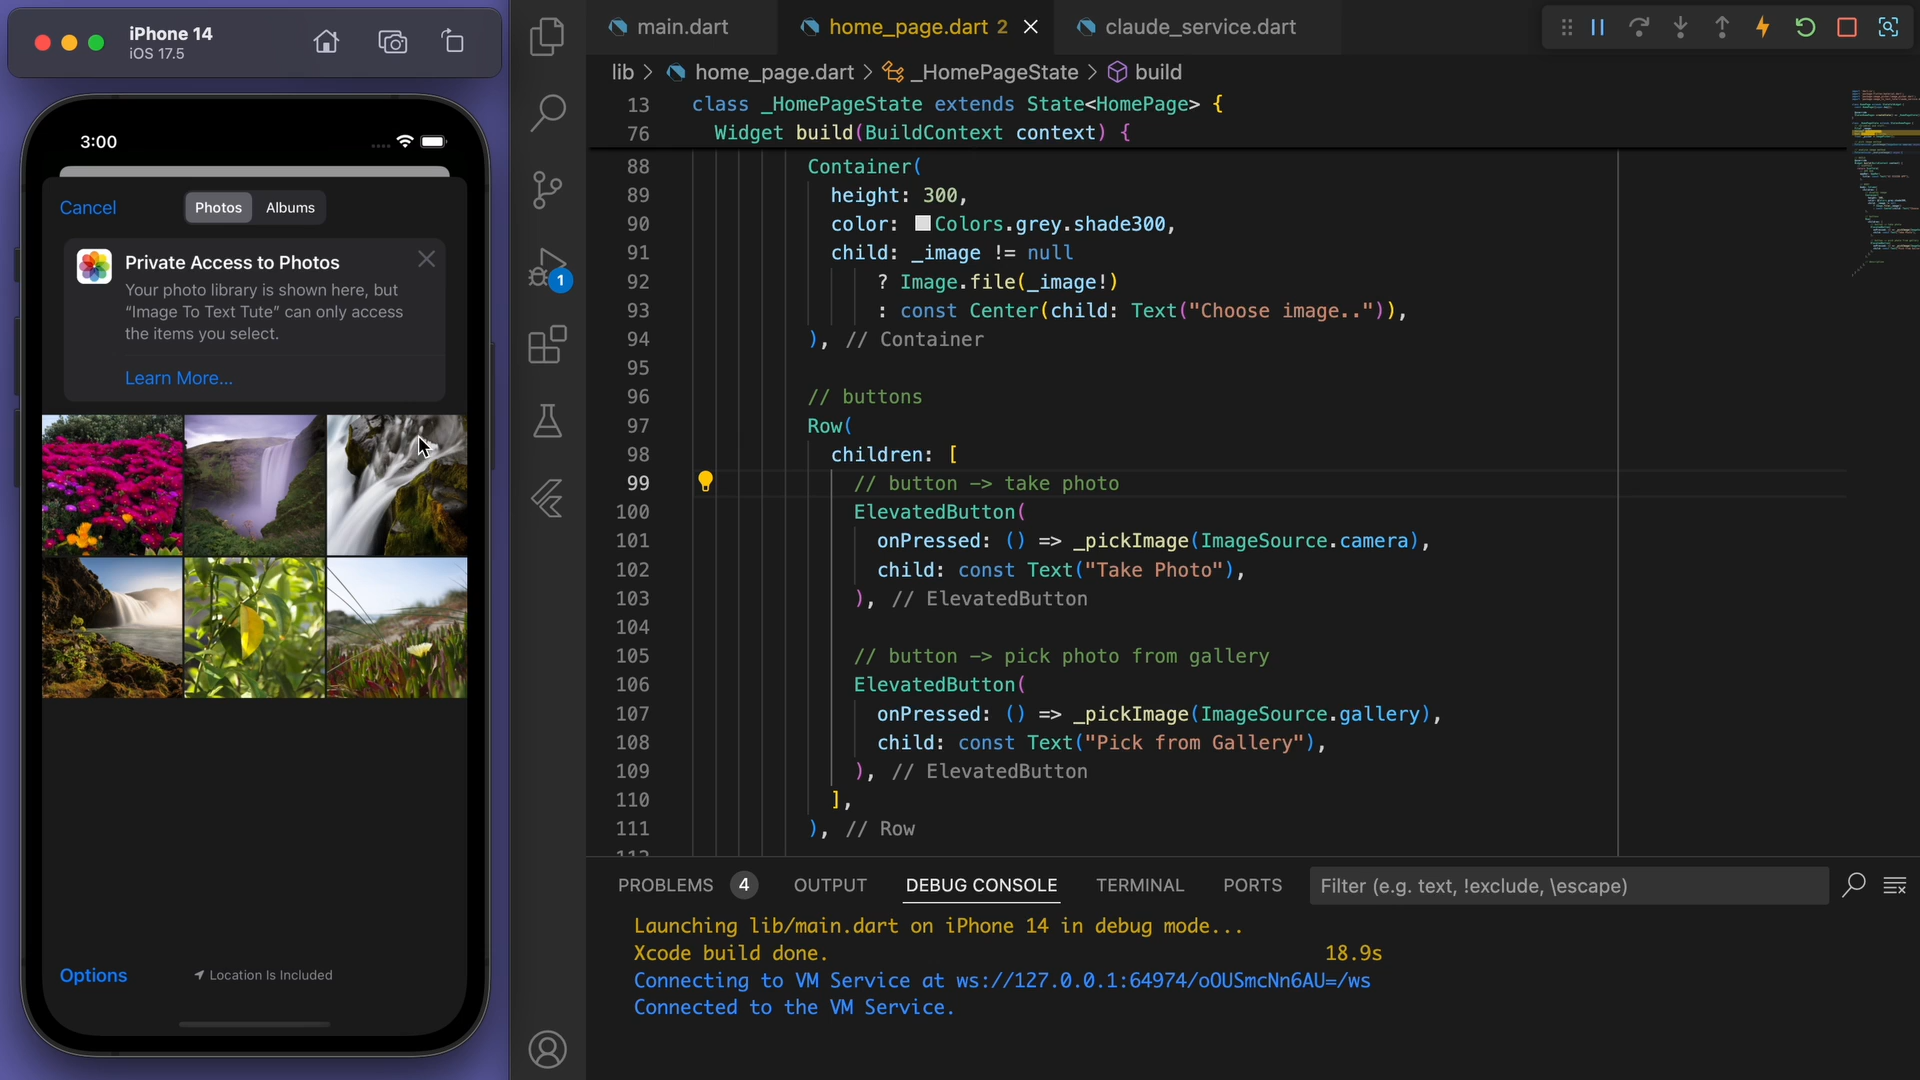 iPhone 14
iOS 17.5
3:00
Cancel
Photos
Albums
Private Access to Photos
Your photo library is shown here, but
“Image To Text Tute” can only access
the items you select.
Learn More...
Options
Location Is Included
1
main.dart
home_page.dart 2
claude_service.dart
lib > home_page.dart > _HomePageState > build
13 class _HomePageState extends State<HomePage> {
76 Widget build(BuildContext context) {
88 Container(
89 height: 300,
90 color: Colors.grey.shade300,
91 child: _image != null
92 ? Image.file(_image!)
93 : const Center(child: Text("Choose image..")),
94 ), // Container
95
96 // buttons
97 Row(
98 children: [
99 // button -> take photo
100 ElevatedButton(
101 onPressed: () => _pickImage(ImageSource.camera),
102 child: const Text("Take Photo"),
103 ), // ElevatedButton
104
105 // button -> pick photo from gallery
106 ElevatedButton(
107 onPressed: () => _pickImage(ImageSource.gallery),
108 child: const Text("Pick from Gallery"),
109 ), // ElevatedButton
110 ],
111 ), // Row
PROBLEMS 4 OUTPUT DEBUG CONSOLE TERMINAL PORTS Filter (e.g. text, !exclude, \escape)
Launching lib/main.dart on iPhone 14 in debug mode...
Xcode build done. 18.9s
Connecting to VM Service at ws://127.0.0.1:64974/oOUSmcNn6AU=/ws
Connected to the VM Service.